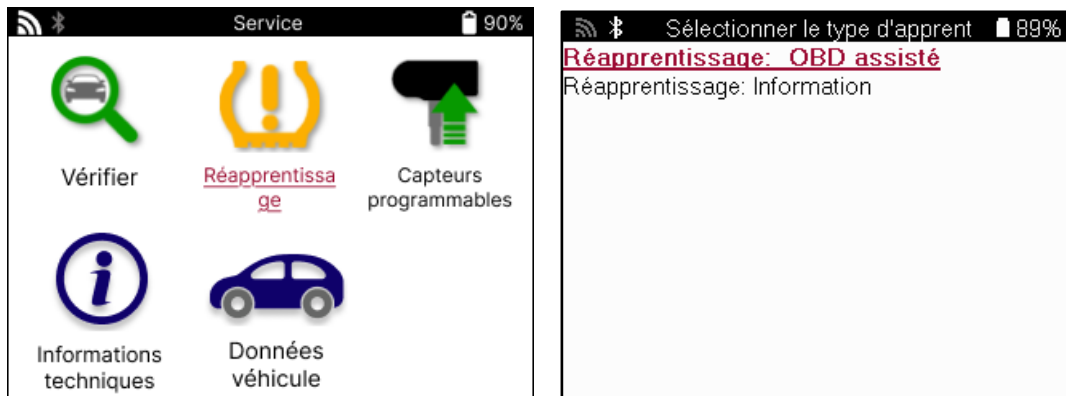 Service 90%
Vérifier
Réapprentissa
ge
Capteurs
programmables
Informations
techniques
Données
véhicule
Sélectionner le type d'apprent 89%
Réapprentissage: OBD assisté
Réapprentissage: Information